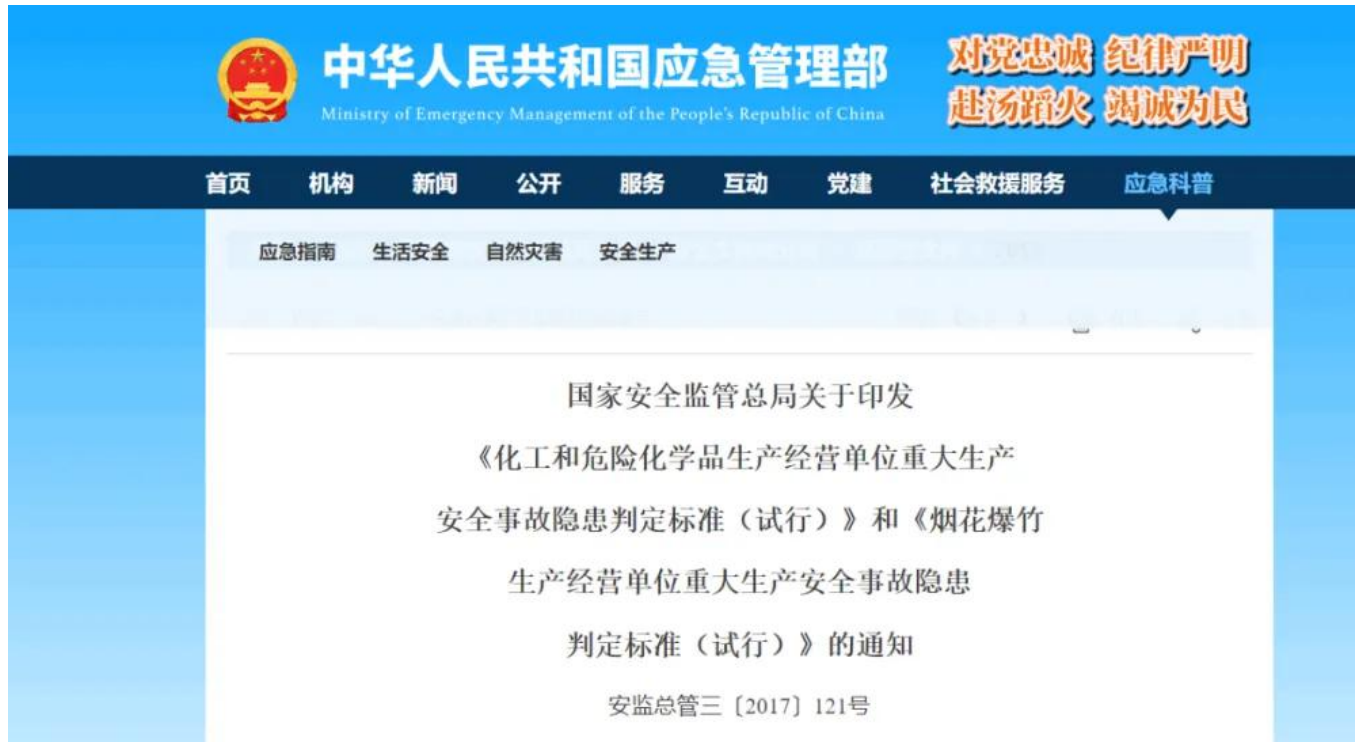 中华人民共和国应急管理部
Ministry of Emergency Management of the People's Republic of China
对党忠诚 纪律严明
赴汤蹈火 竭诚为民
首页 机构 新闻 公开 服务 互动 党建 社会救援服务 应急科普
应急指南 生活安全 自然灾害 安全生产
国家安全监管总局关于印发
《化工和危险化学品生产经营单位重大生产
安全事故隐患判定标准（试行）》和《烟花爆竹
生产经营单位重大生产安全事故隐患
判定标准（试行）》的通知
安监总管三〔2017〕121号